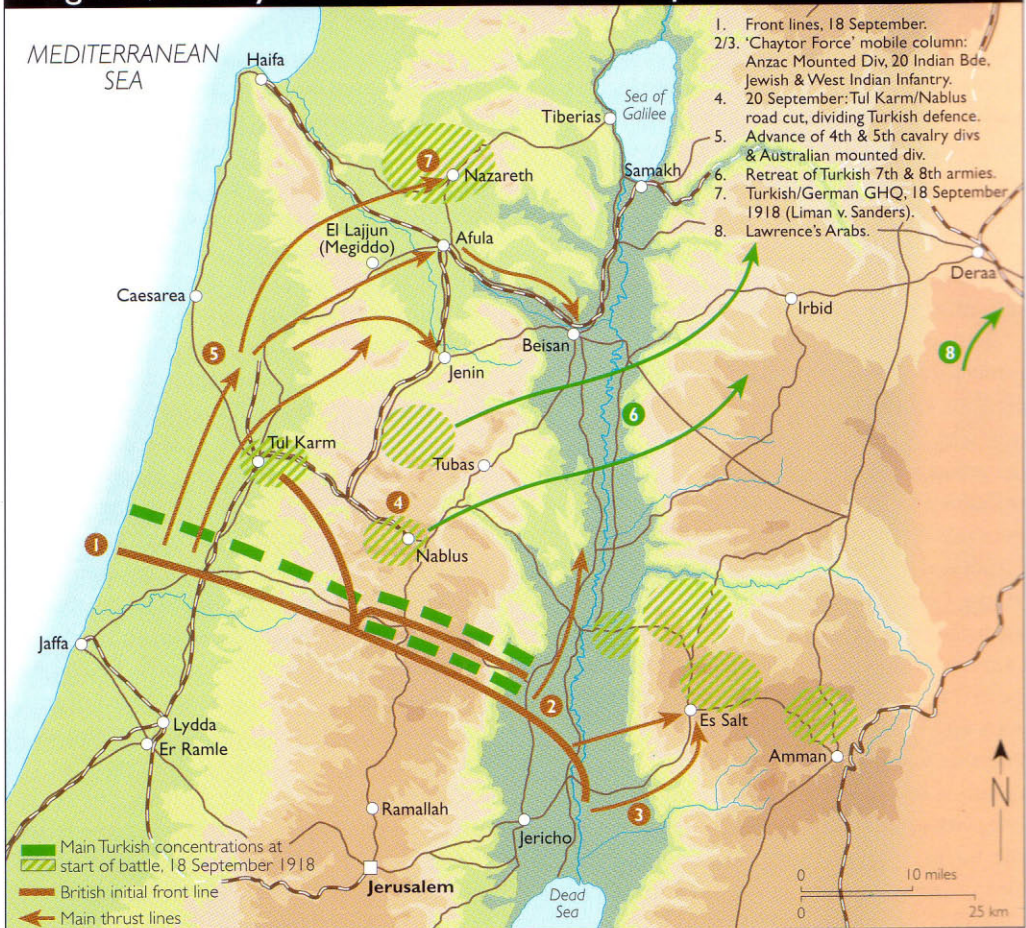 MEDITERRANEAN
SEA
1. Front lines, 18 September.
2/3. 'Chaytor Force' mobile column:
Anzac Mounted Div, 20 Indian Bde,
Jewish & West Indian Infantry.
4. 20 September: Tul Karm/Nablus
road cut, dividing Turkish defence.
5. Advance of 4th & 5th cavalry divs
& Australian mounted div.
6. Retreat of Turkish 7th & 8th armies.
7. Turkish/German GHQ, 18 September
1918 (Liman v. Sanders).
8. Lawrence's Arabs.
Haifa
Sea of
Galilee
Tiberias
7
Nazareth
Samakh
El Lajjun
(Megiddo)
Afula
Deraa
Caesarea
Irbid
Beisan
5
8
Jenin
6
Tul Karm
Tubas
4
Nablus
1
Jaffa
2
Es Salt
Lydda
Er Ramle
Amman
N
3
Ramallah
Jericho
Main Turkish concentrations at
start of battle, 18 September 1918
British initial front line
Main thrust lines
Jerusalem
Dead
Sea
0 10 miles
0 25 km